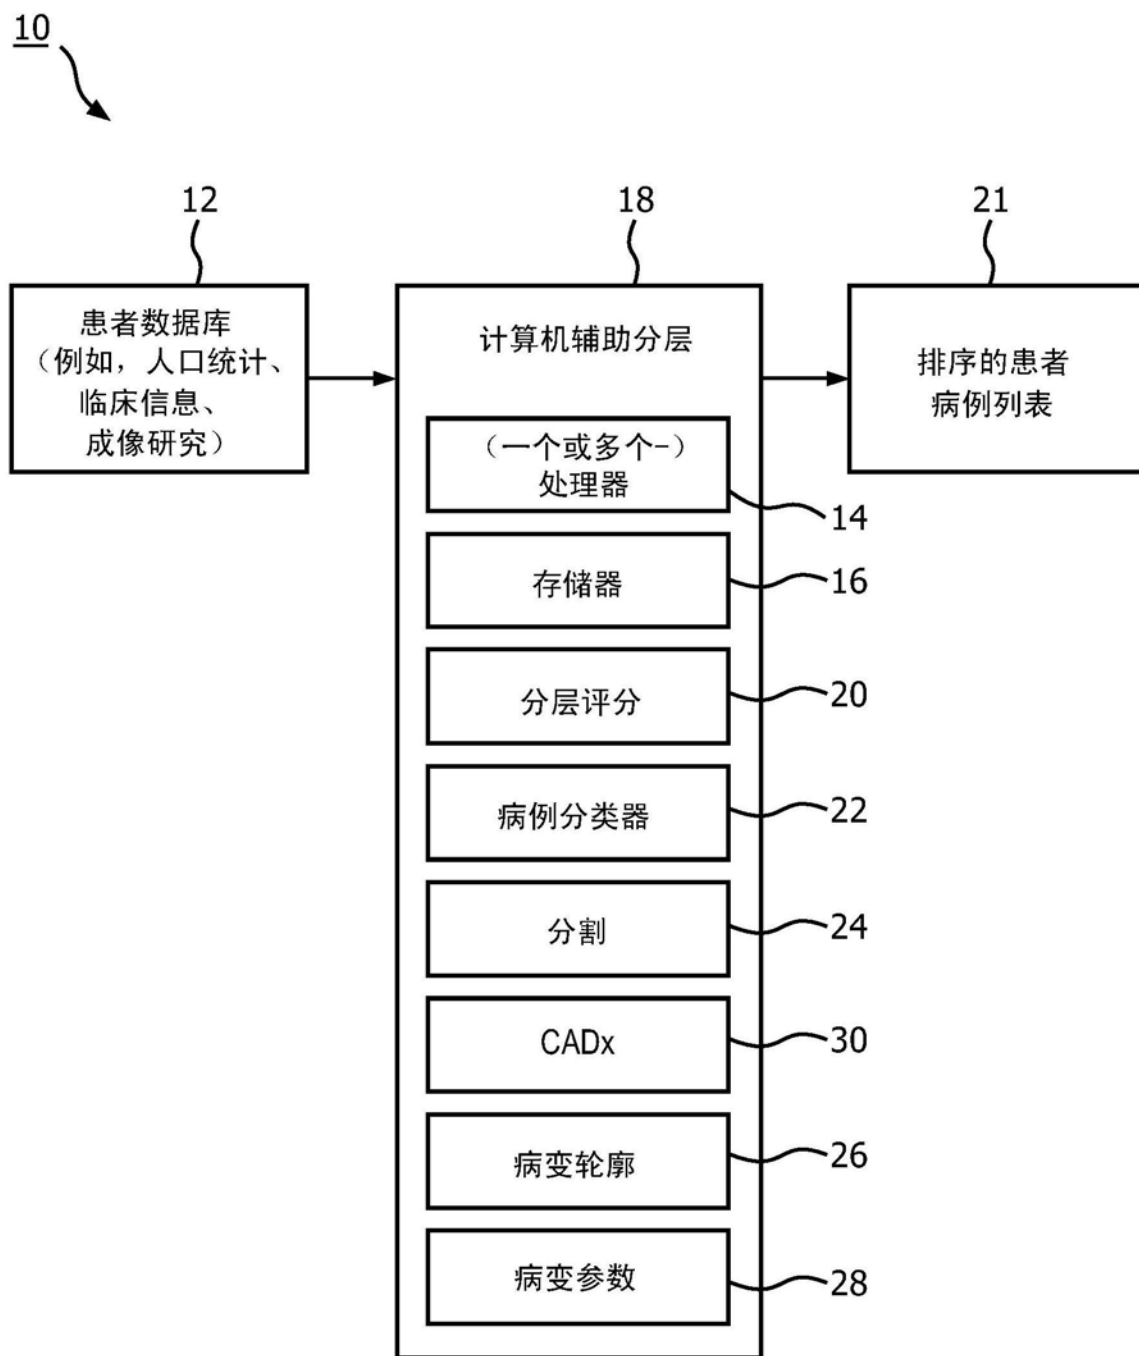 10
12
18
21
患者数据库
（例如，人口统计、
临床信息、
成像研究）
计算机辅助分层
排序的患者
病例列表
（一个或多个-）
处理器
14
存储器
16
分层评分
20
病例分类器
22
分割
24
CADx
30
病变轮廓
26
病变参数
28